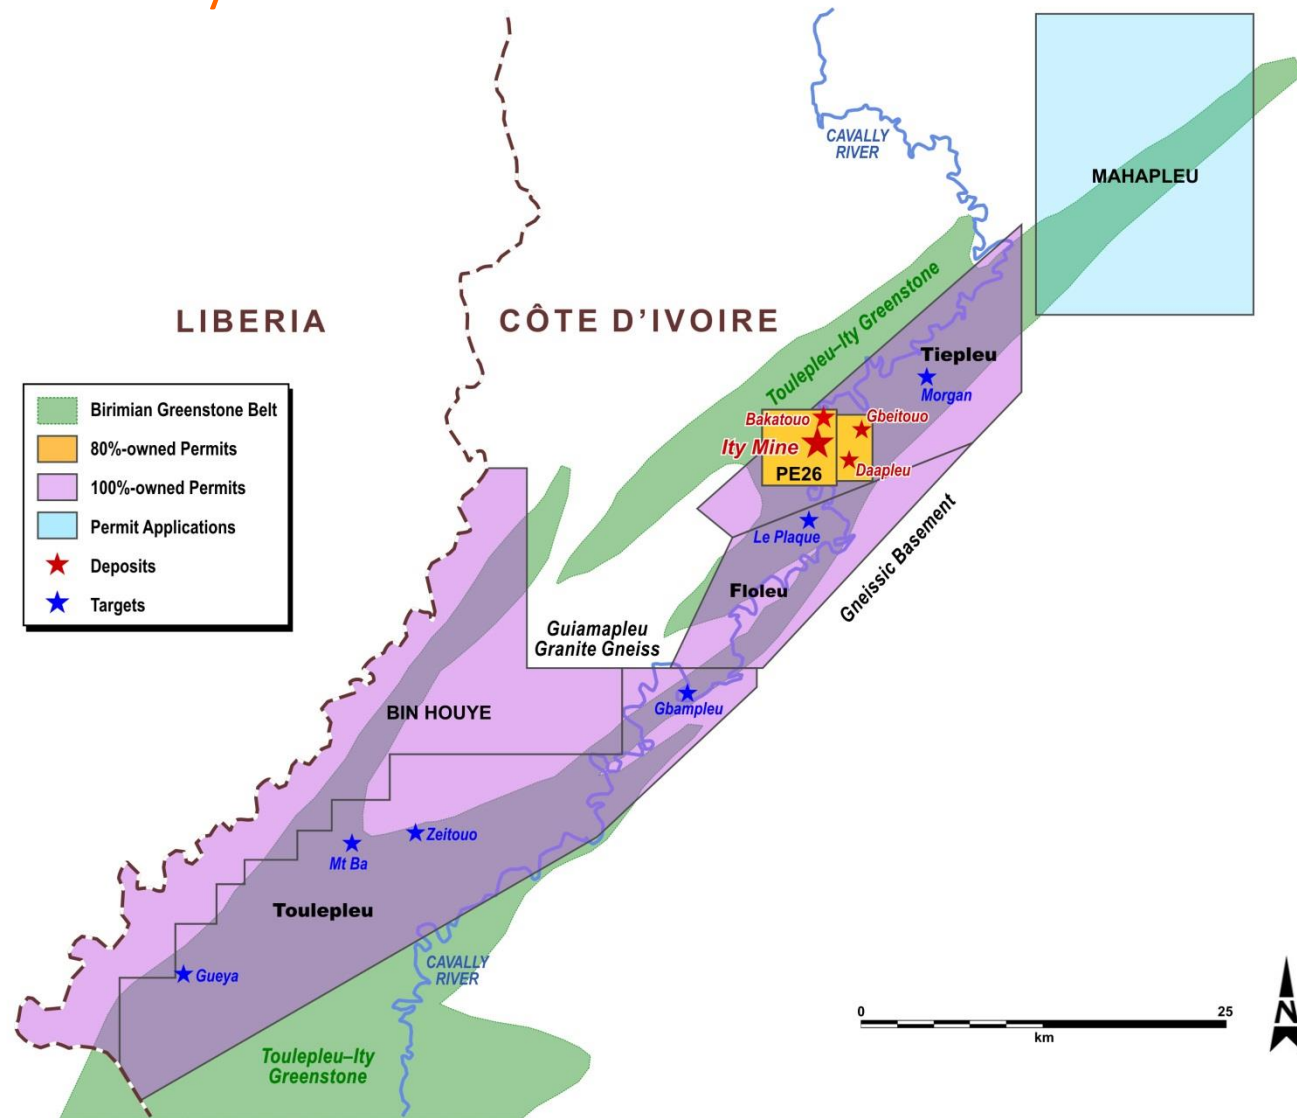 CAVALLY
RIVER
MAHAPLEU
LIBERIA
CÔTE D'IVOIRE
Toulepleu–Ity Greenstone
Tiepleu
Morgan
Birimian Greenstone Belt
80%-owned Permits
100%-owned Permits
Permit Applications
Deposits
Targets
Bakatouo
Gbeitouo
Ity Mine
Daapleu
PE26
Le Plaque
Gneissic Basement
Floleu
Guiamapleu
Granite Gneiss
Gbampleu
BIN HOUYE
Zeitouo
Mt Ba
Toulepleu
Gueya
CAVALLY
RIVER
Toulepleu–Ity
Greenstone
0
25
km
N